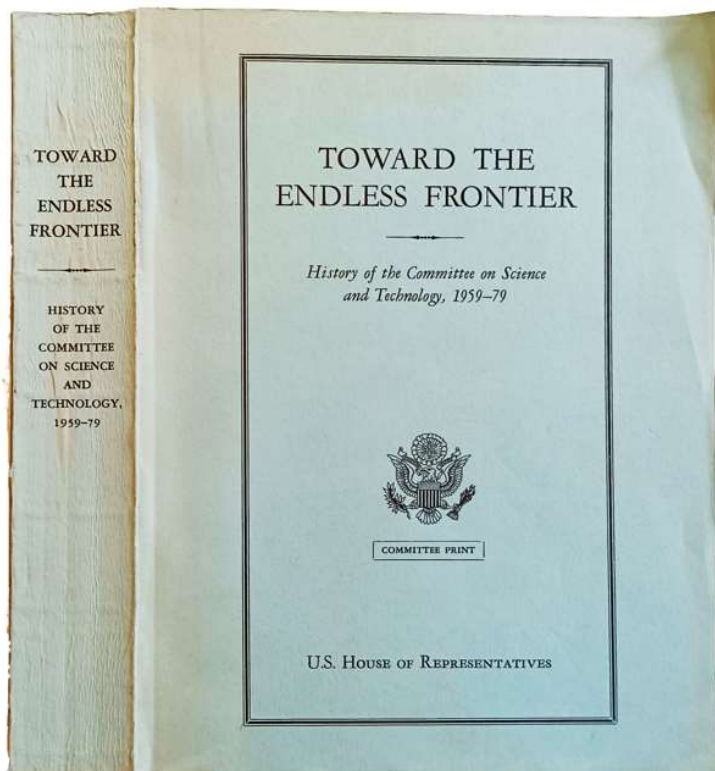 TOWARD
THE
ENDLESS
FRONTIER
HISTORY
OF THE
COMMITTEE
ON SCIENCE
AND
TECHNOLOGY,
1959–79
TOWARD THE
ENDLESS FRONTIER
History of the Committee on Science
and Technology, 1959–79
COMMITTEE PRINT
U.S. HOUSE OF REPRESENTATIVES